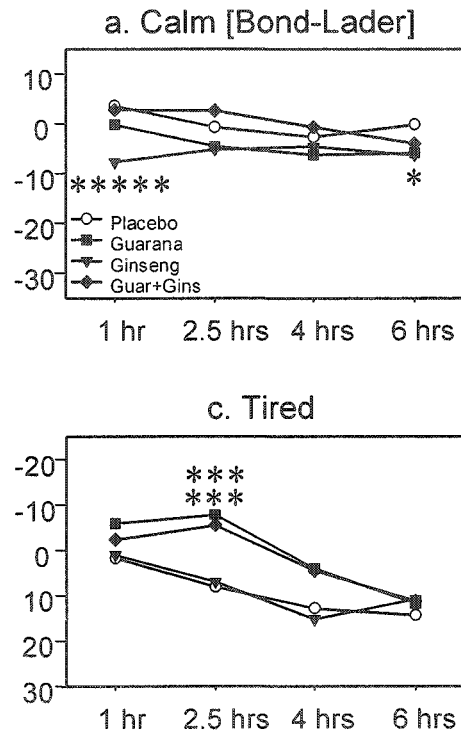 a. Calm [Bond-Lader]
10
0
-10
*****
*
-20
-30
Placebo
Guarana
Ginseng
Guar+Gins
1 hr 2.5 hrs 4 hrs 6 hrs
c. Tired
-20
***
***
-10
0
10
20
30
1 hr 2.5 hrs 4 hrs 6 hrs